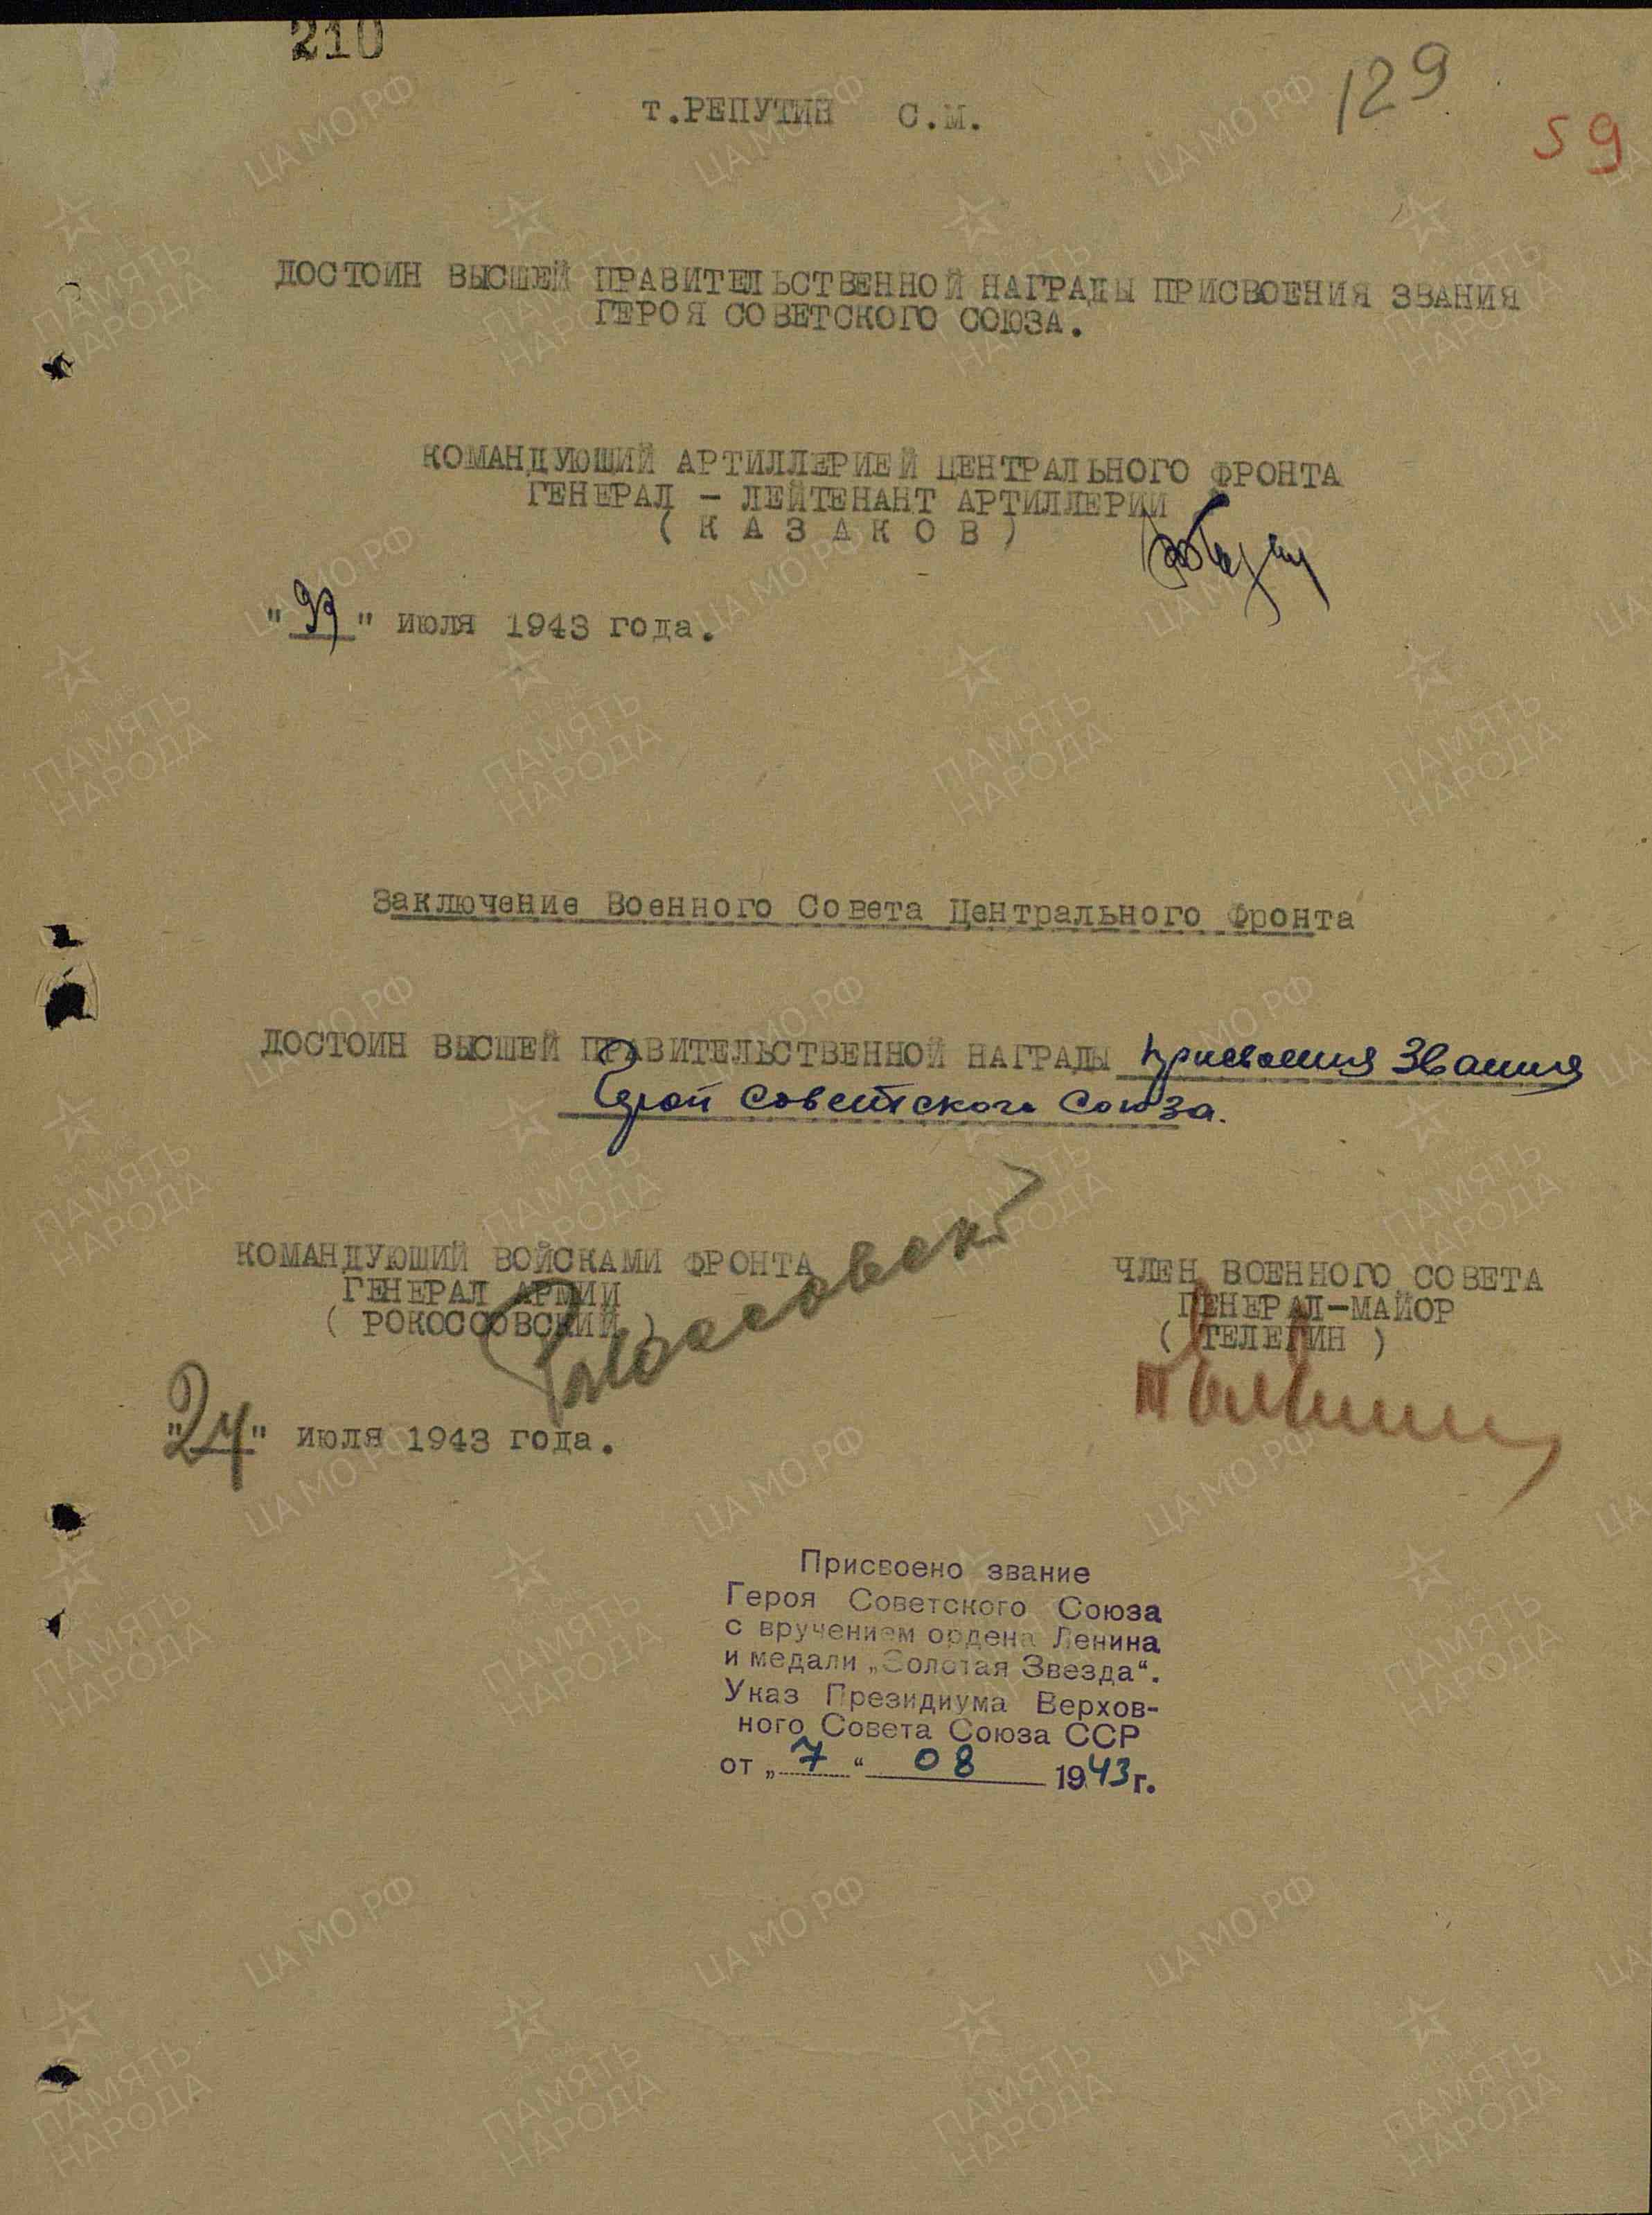 210
129
59
т.РЕПУТИН С.М.
ДОСТОИН ВЫСШЕЙ ПРАВИТЕЛЬСТВЕННОЙ НАГРАДЫ ПРИСВОЕНИЯ ЗВАНИЯ
ГЕРОЯ СОВЕТСКОГО СОЮЗА.
КОМАНДУЮЩИЙ АРТИЛЛЕРИЕЙ ЦЕНТРАЛЬНОГО ФРОНТА
ГЕНЕРАЛ - ЛЕЙТЕНАНТ АРТИЛЛЕРИИ
( К А З А К О В )
" " июля 1943 года.
Заключение Военного Совета Центрального Фронта
ДОСТОИН ВЫСШЕЙ ПРАВИТЕЛЬСТВЕННОЙ НАГРАДЫ присвоения Звания
Герой Советского Союза.
КОМАНДУЮЩИЙ ВОЙСКАМИ ФРОНТА
ГЕНЕРАЛ АРМИИ
( РОКОССОВСКИЙ )
ЧЛЕН ВОЕННОГО СОВЕТА
ГЕНЕРАЛ-МАЙОР
( ТЕЛЕГИН )
"24" июля 1943 года.
Присвоено звание
Героя Советского Союза
с вручением ордена Ленина
и медали „Золотая Звезда“.
Указ Президиума Верхов-
ного Совета Союза ССР
от „7“ 08 1943 г.
ЦА МО РФ
ПАМЯТЬ
НАРОДА